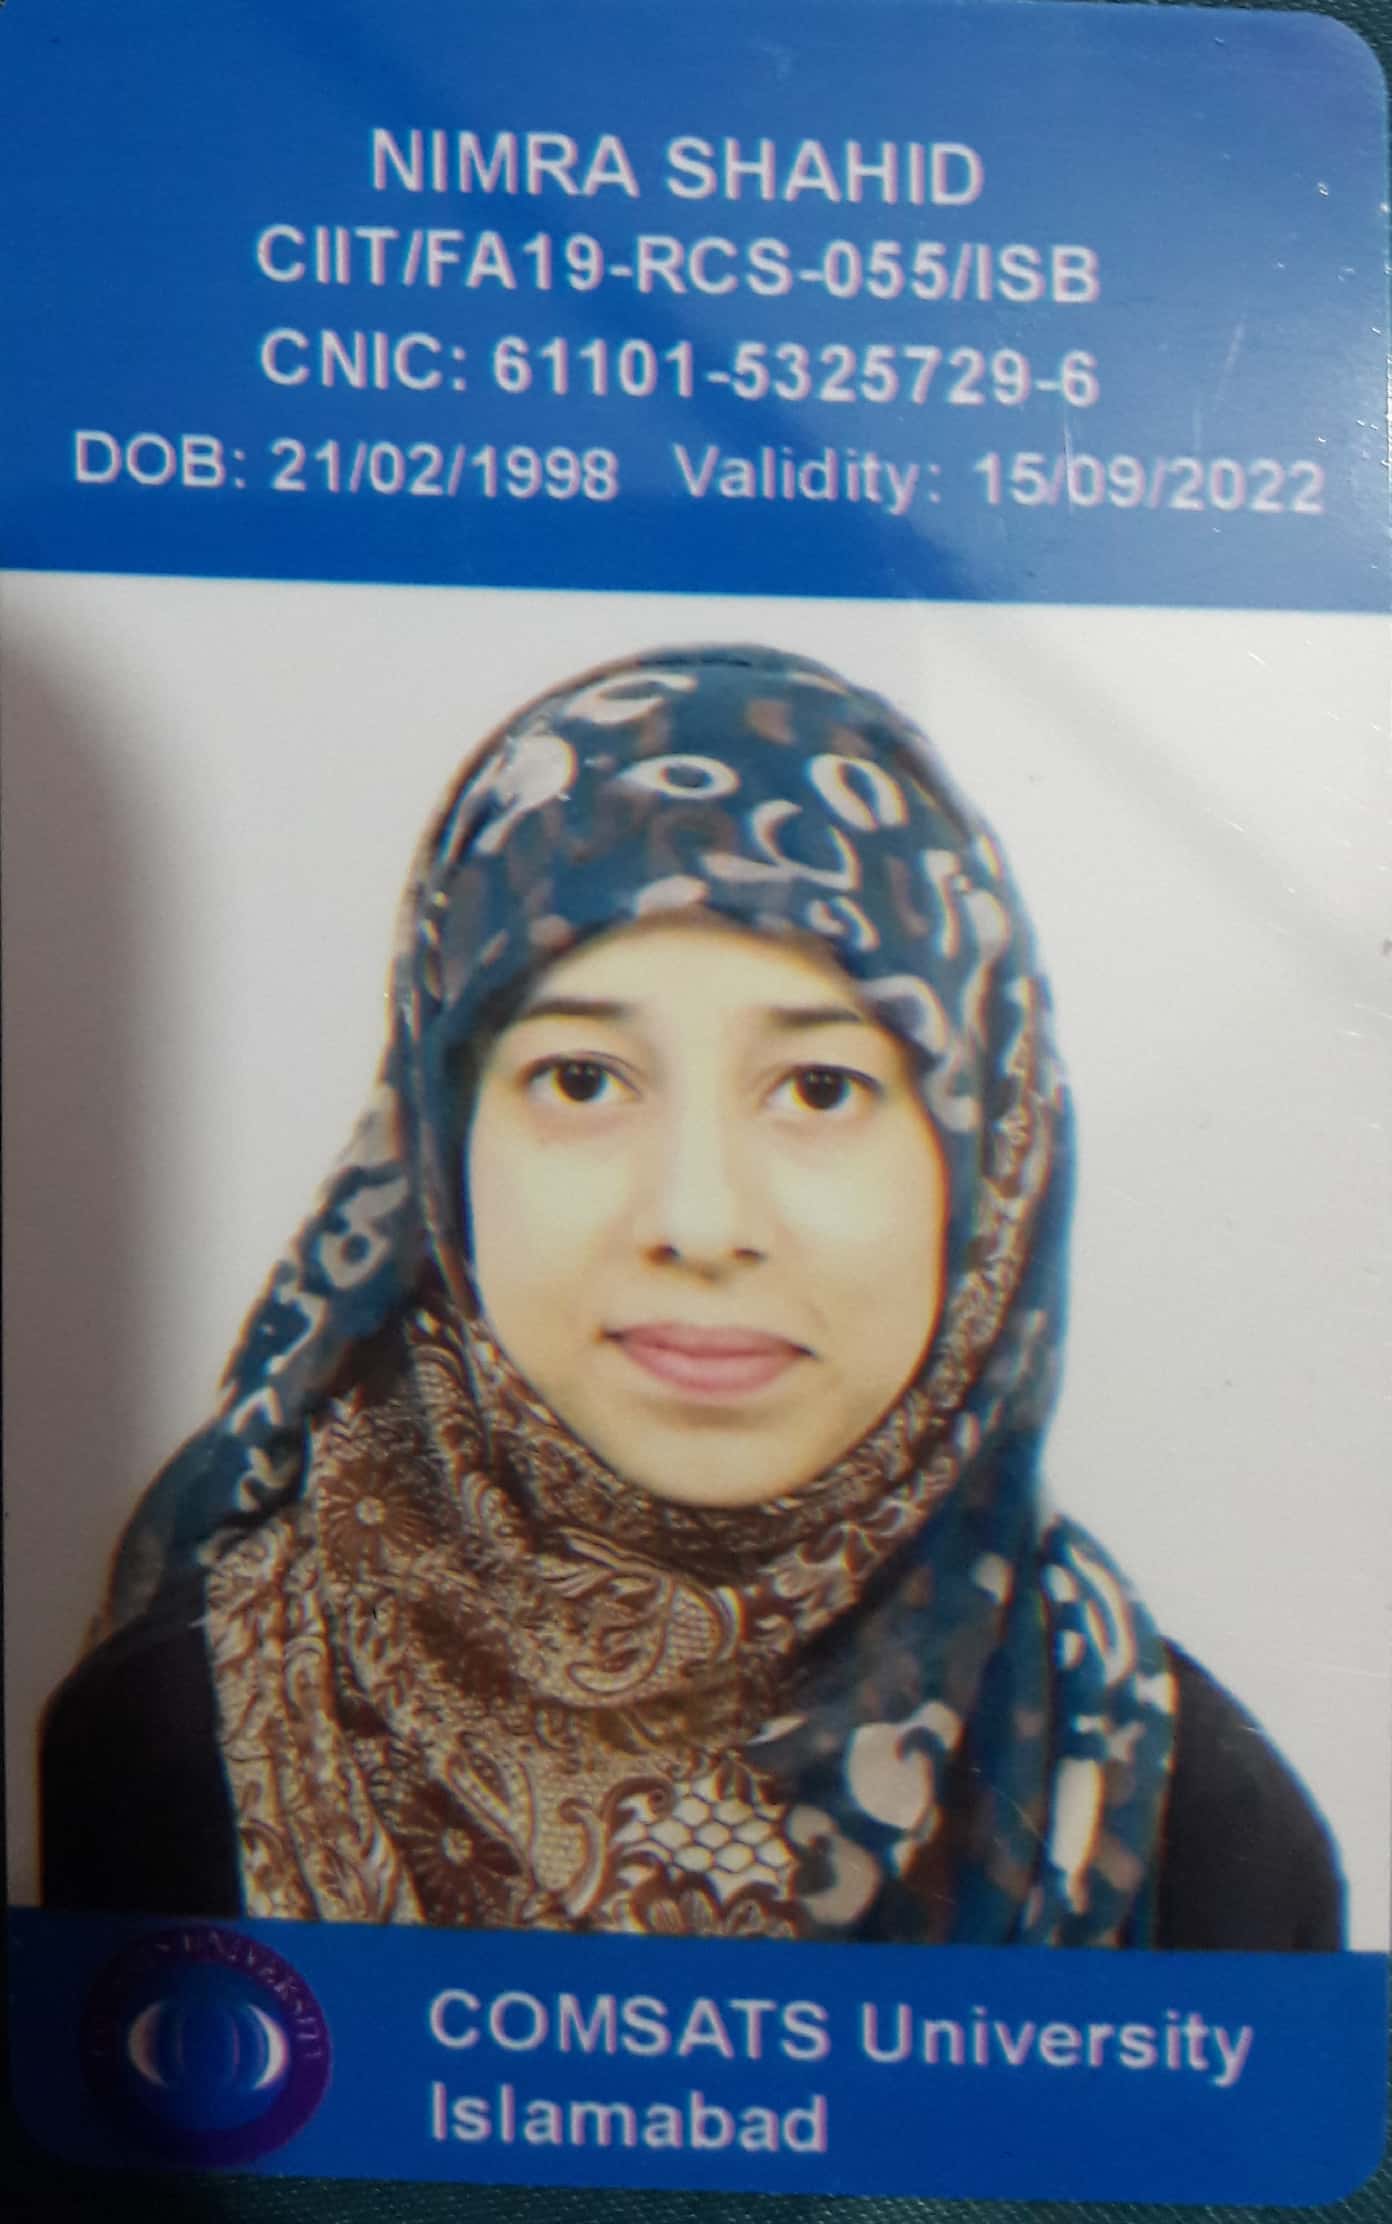 NIMRA SHAHID
CIIT/FA19-RCS-055/ISB
CNIC: 61101-5325729-6
DOB: 21/02/1998 Validity: 15/09/2022
COMSATS University
Islamabad